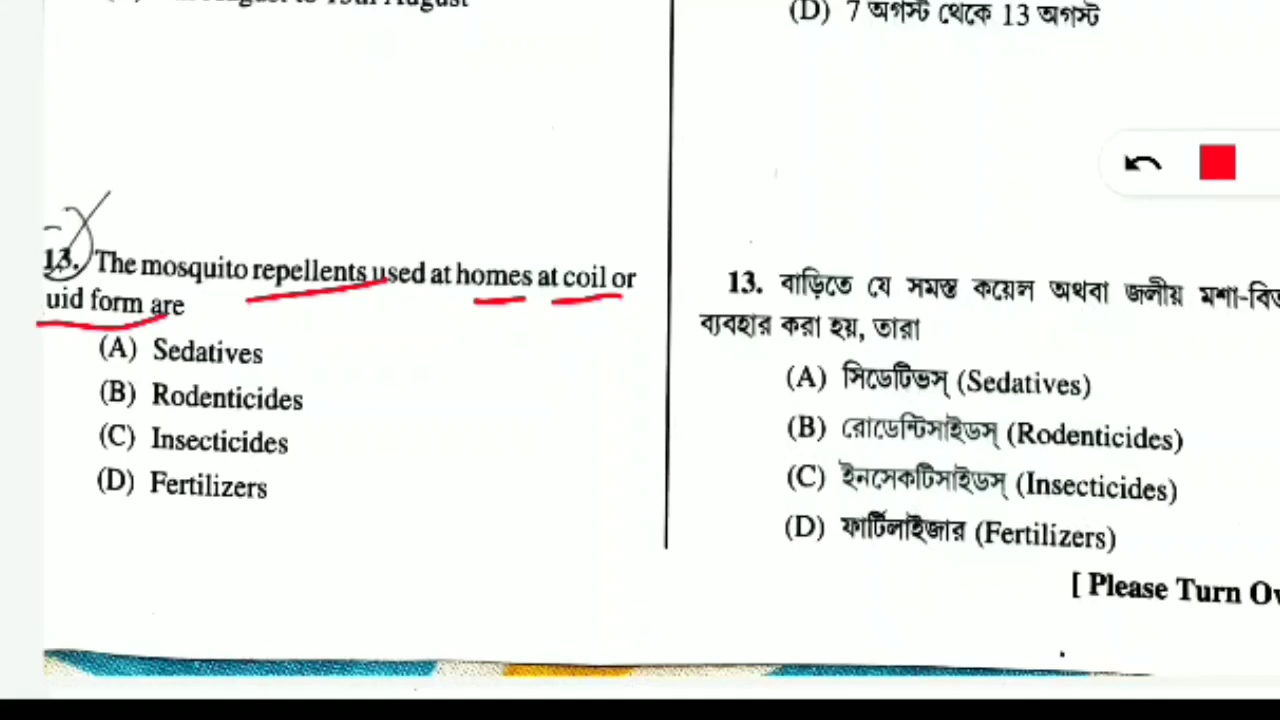 (D) 7 অগস্ট থেকে 13 অগস্ট
13. The mosquito repellents used at homes at coil or
uid form are
(A) Sedatives
(B) Rodenticides
(C) Insecticides
(D) Fertilizers
13. বাড়িতে যে সমস্ত কয়েল অথবা জলীয়
ব্যবহার করা হয়, তারা
(A) সিডেটিভস্ (Sedatives)
(B) রোডেন্টিসাইডস্ (Rodenticides)
(C) ইনসেকটিসাইডস্ (Insecticides)
(D) ফার্টিলাইজার (Fertilizers)
[ Please Turn